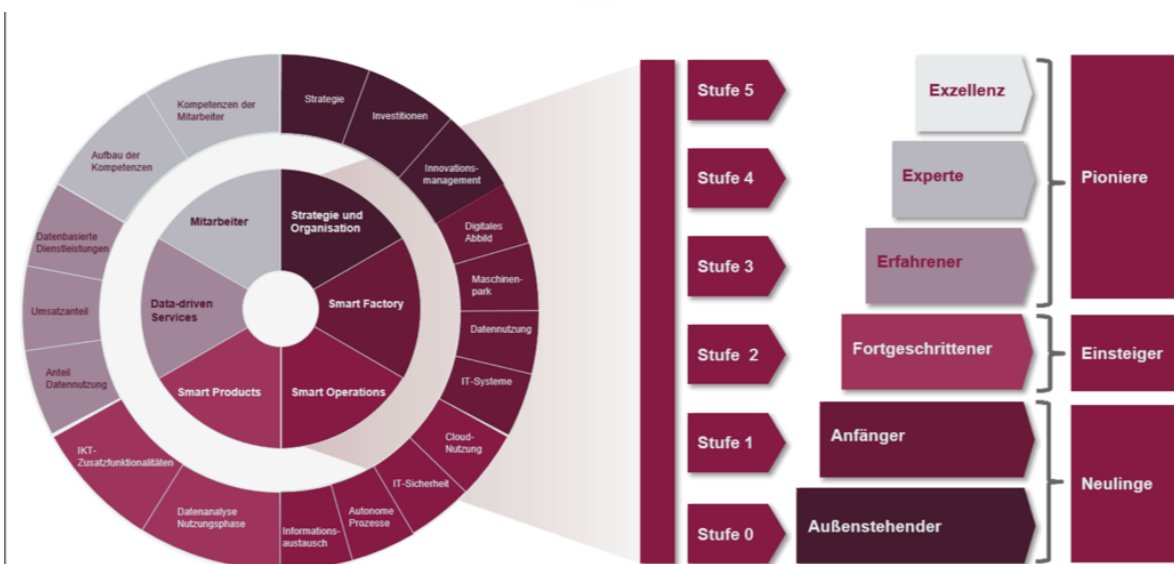 Kompetenzen der
Mitarbeiter
Aufbau der
Kompetenzen
Datenbasierte
Dienstleistungen
Umsatzanteil
Anteil
Datennutzung
IKT-
Zusatzfunktionalitäten
Datenanalyse
Nutzungsphase
Informations-
austausch
Autonome
Prozesse
IT-Sicherheit
Cloud-
Nutzung
IT-Systeme
Datennutzung
Maschinen-
park
Digitales
Abbild
Innovations-
management
Investitionen
Strategie
Mitarbeiter
Strategie und
Organisation
Data-driven
Services
Smart Factory
Smart Products
Smart Operations
Stufe 5
Exzellenz
Stufe 4
Experte
Pioniere
Stufe 3
Erfahrener
Stufe 2
Fortgeschrittener
Einsteiger
Stufe 1
Anfänger
Neulinge
Stufe 0
Außenstehender